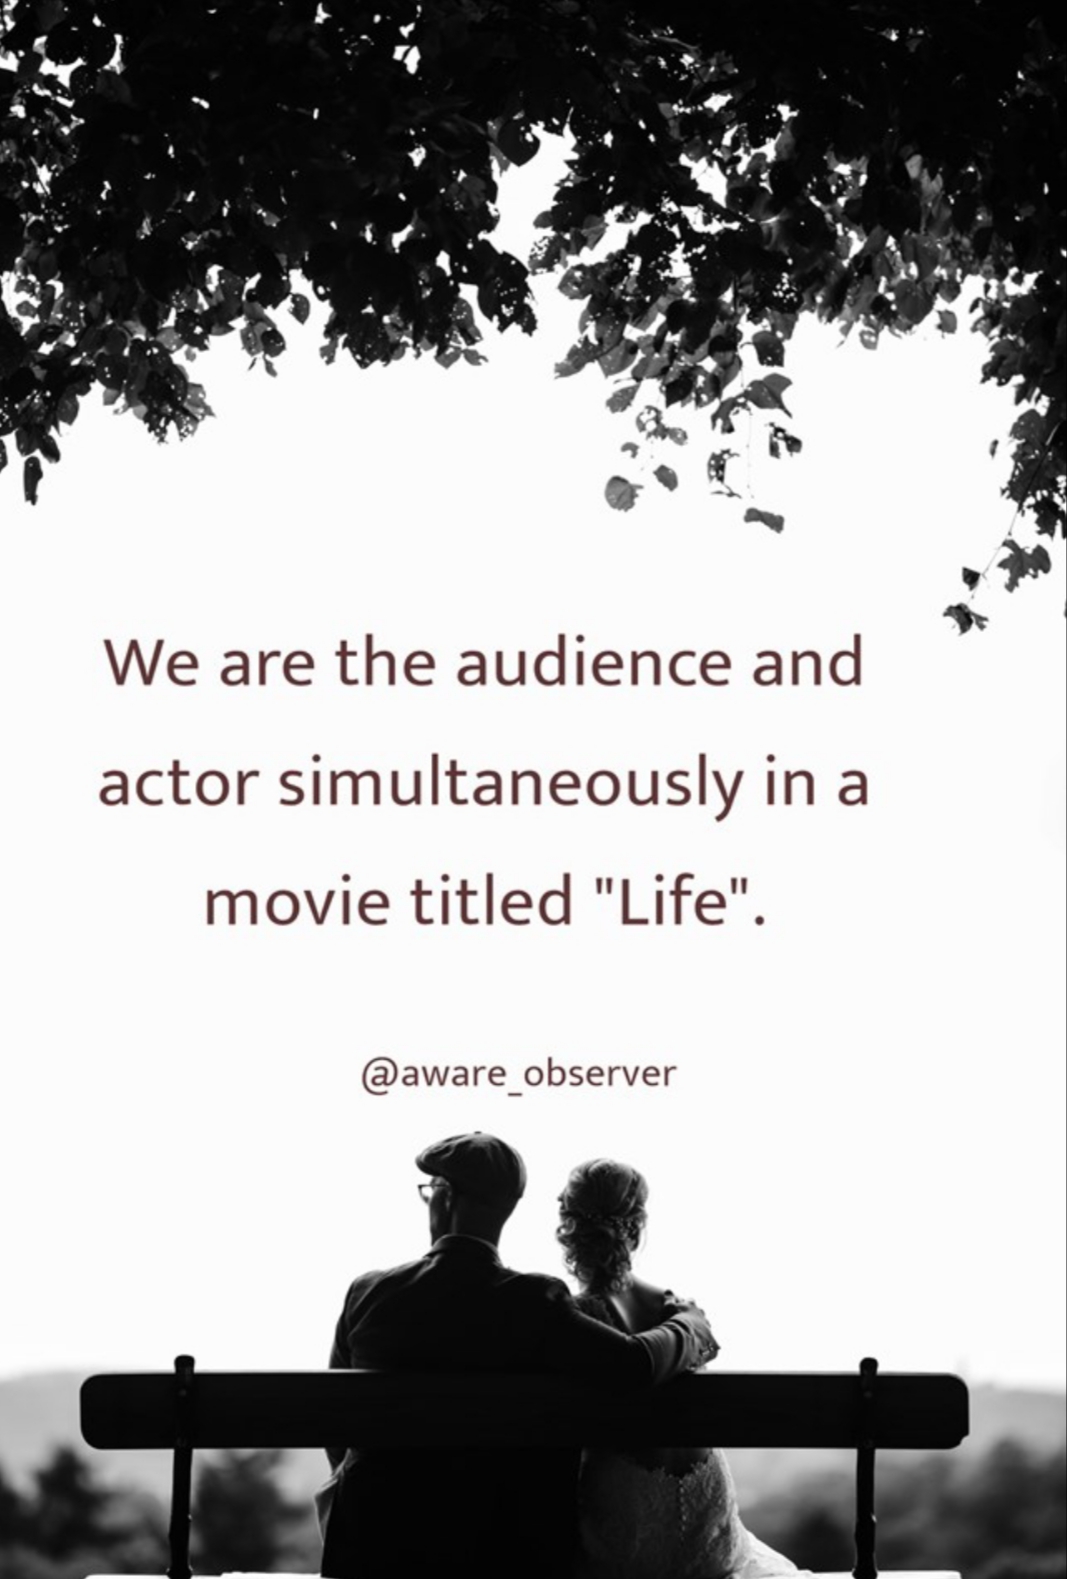 We are the audience and
actor simultaneously in a
movie titled "Life".
@aware_observer